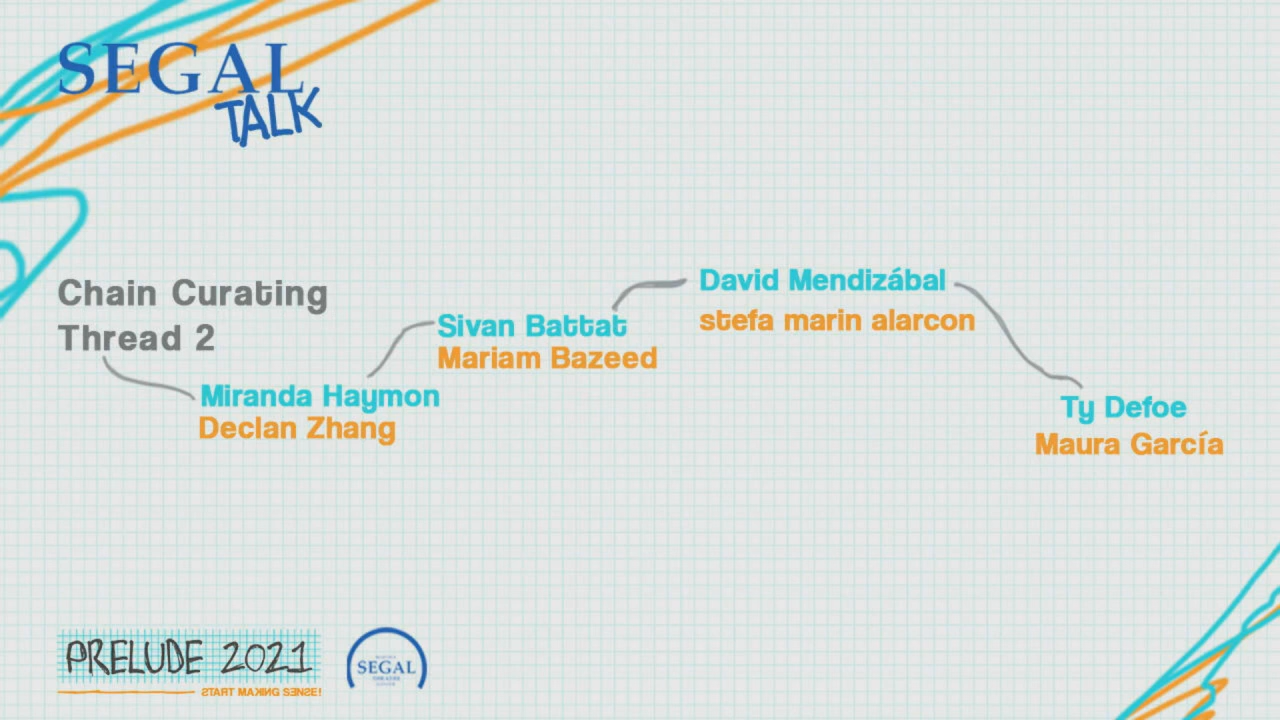 SEGAL
TALK
Chain Curating
Thread 2
Miranda Haymon
Declan Zhang
Sivan Battat
Mariam Bazeed
David Mendizábal
stefa marin alarcon
Ty Defoe
Maura García
PRELUDE 2021
START MAKING SENSE!
SEGAL
THEATRE